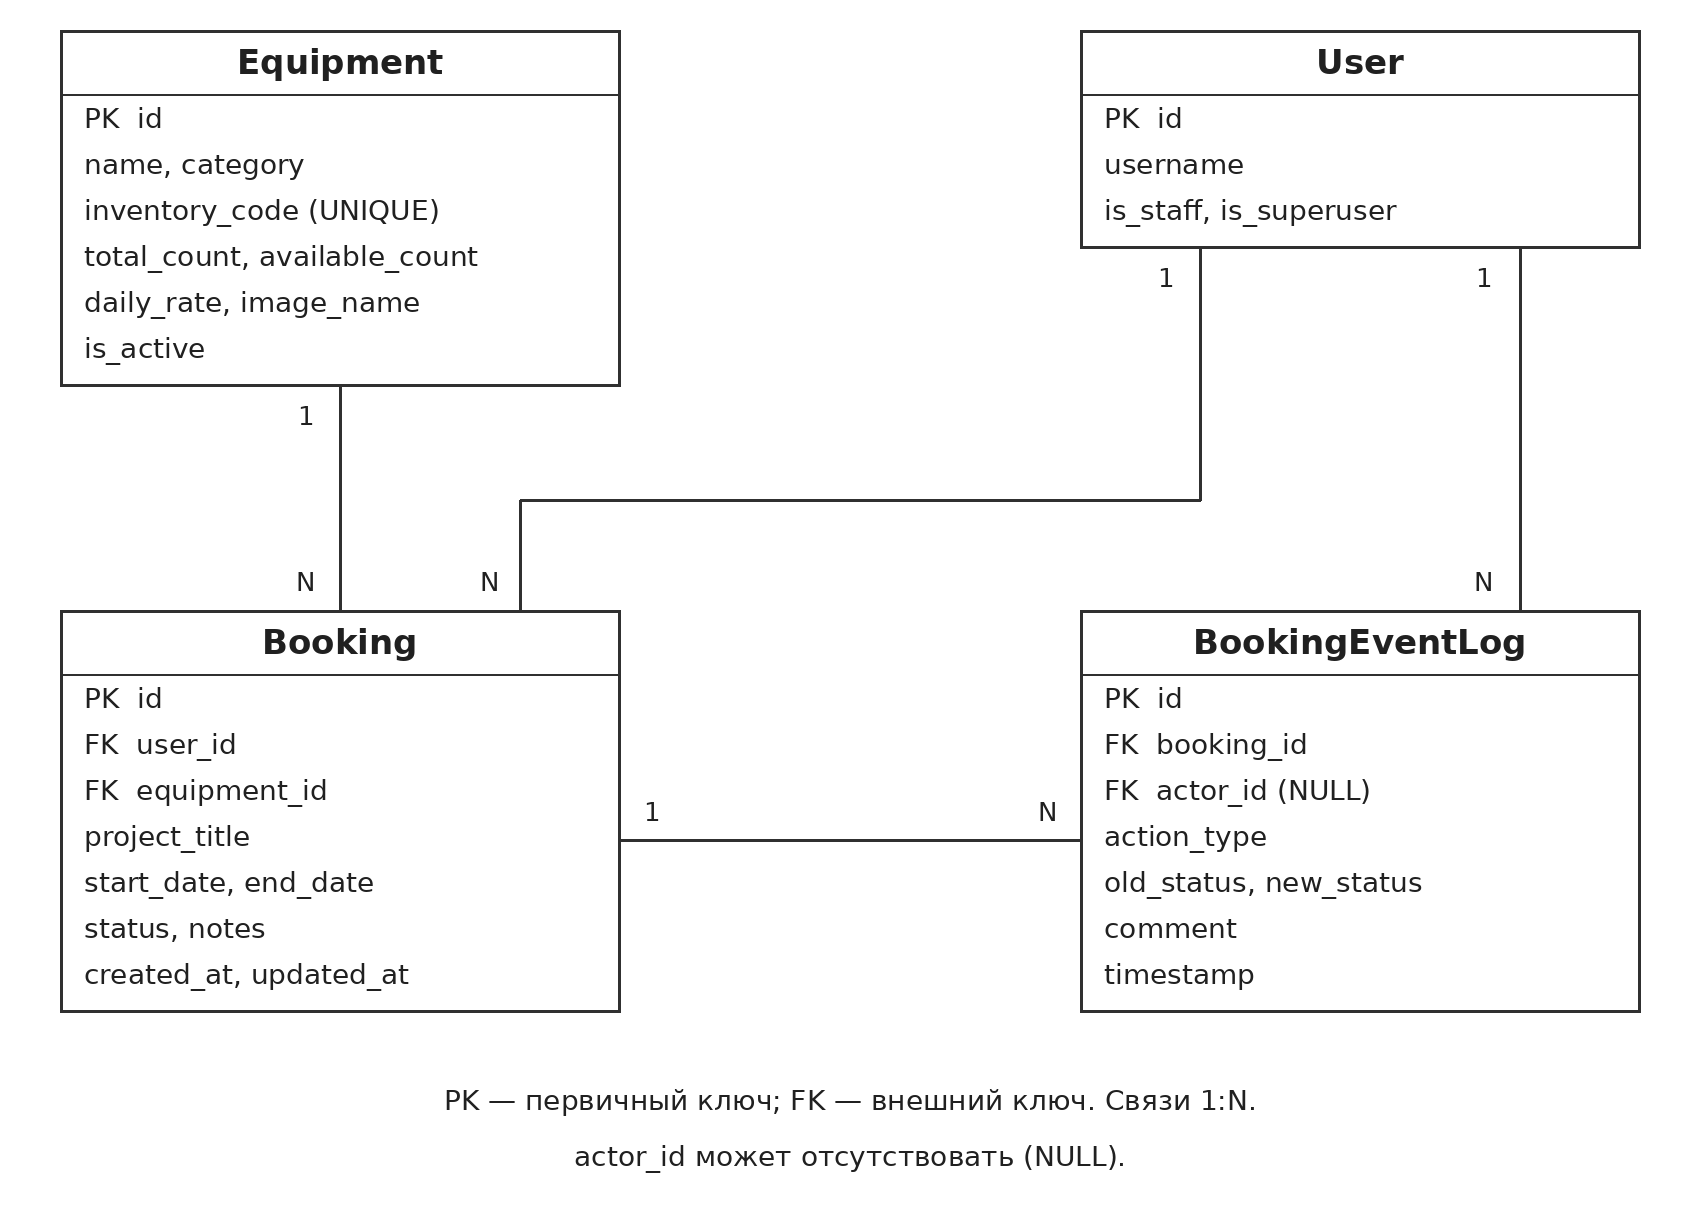 Equipment
PK id
name, category
inventory_code (UNIQUE)
total_count, available_count
daily_rate, image_name
is_active
User
PK id
username
is_staff, is_superuser
1
1
1
N
N
N
Booking
PK id
FK user_id
FK equipment_id
project_title
start_date, end_date
status, notes
created_at, updated_at
1
N
BookingEventLog
PK id
FK booking_id
FK actor_id (NULL)
action_type
old_status, new_status
comment
timestamp
PK — первичный ключ; FK — внешний ключ. Связи 1:N.
actor_id может отсутствовать (NULL).